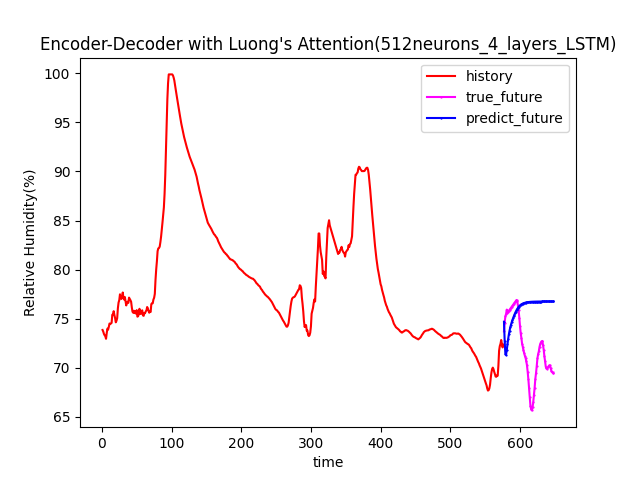 Encoder-Decoder with Luong's Attention(512neurons_4_layers_LSTM)
history
true_future
predict_future
Relative Humidity(%)
100
95
90
85
80
75
70
65
0 100 200 300 400 500 600
time